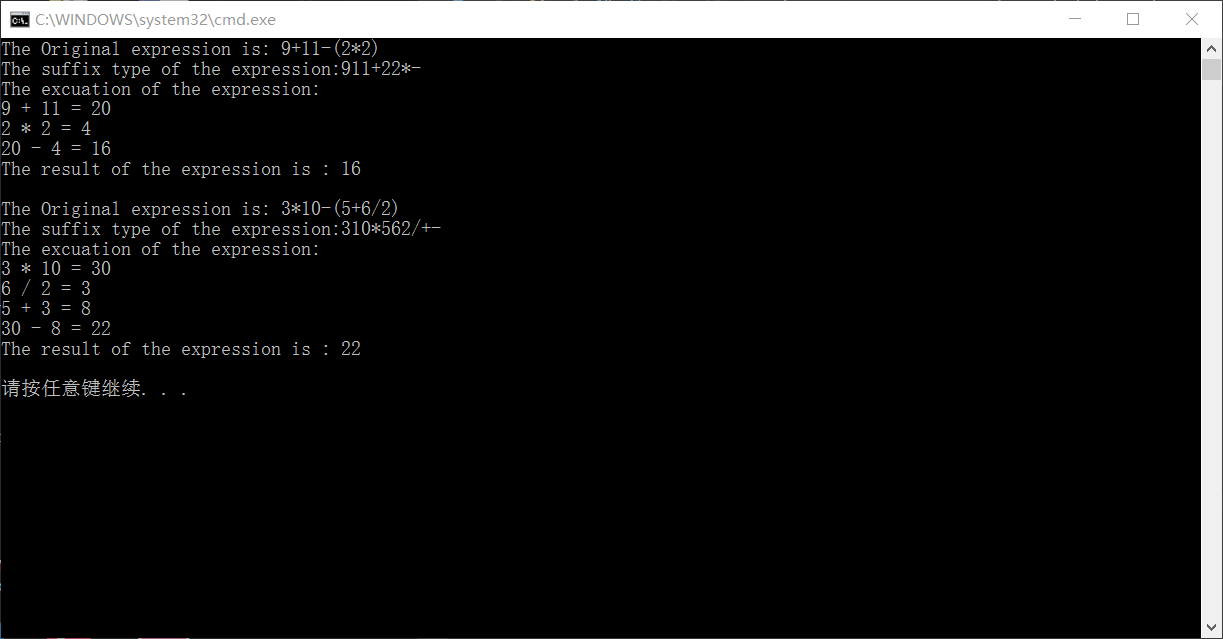 C:\WINDOWS\system32\cmd.exe
The Original expression is: 9+11-(2*2)
The suffix type of the expression:911+22*-
The excuation of the expression:
9 + 11 = 20
2 * 2 = 4
20 - 4 = 16
The result of the expression is : 16
The Original expression is: 3*10-(5+6/2)
The suffix type of the expression:310*562/+-
The excuation of the expression:
3 * 10 = 30
6 / 2 = 3
5 + 3 = 8
30 - 8 = 22
The result of the expression is : 22
请按任意键继续. . .